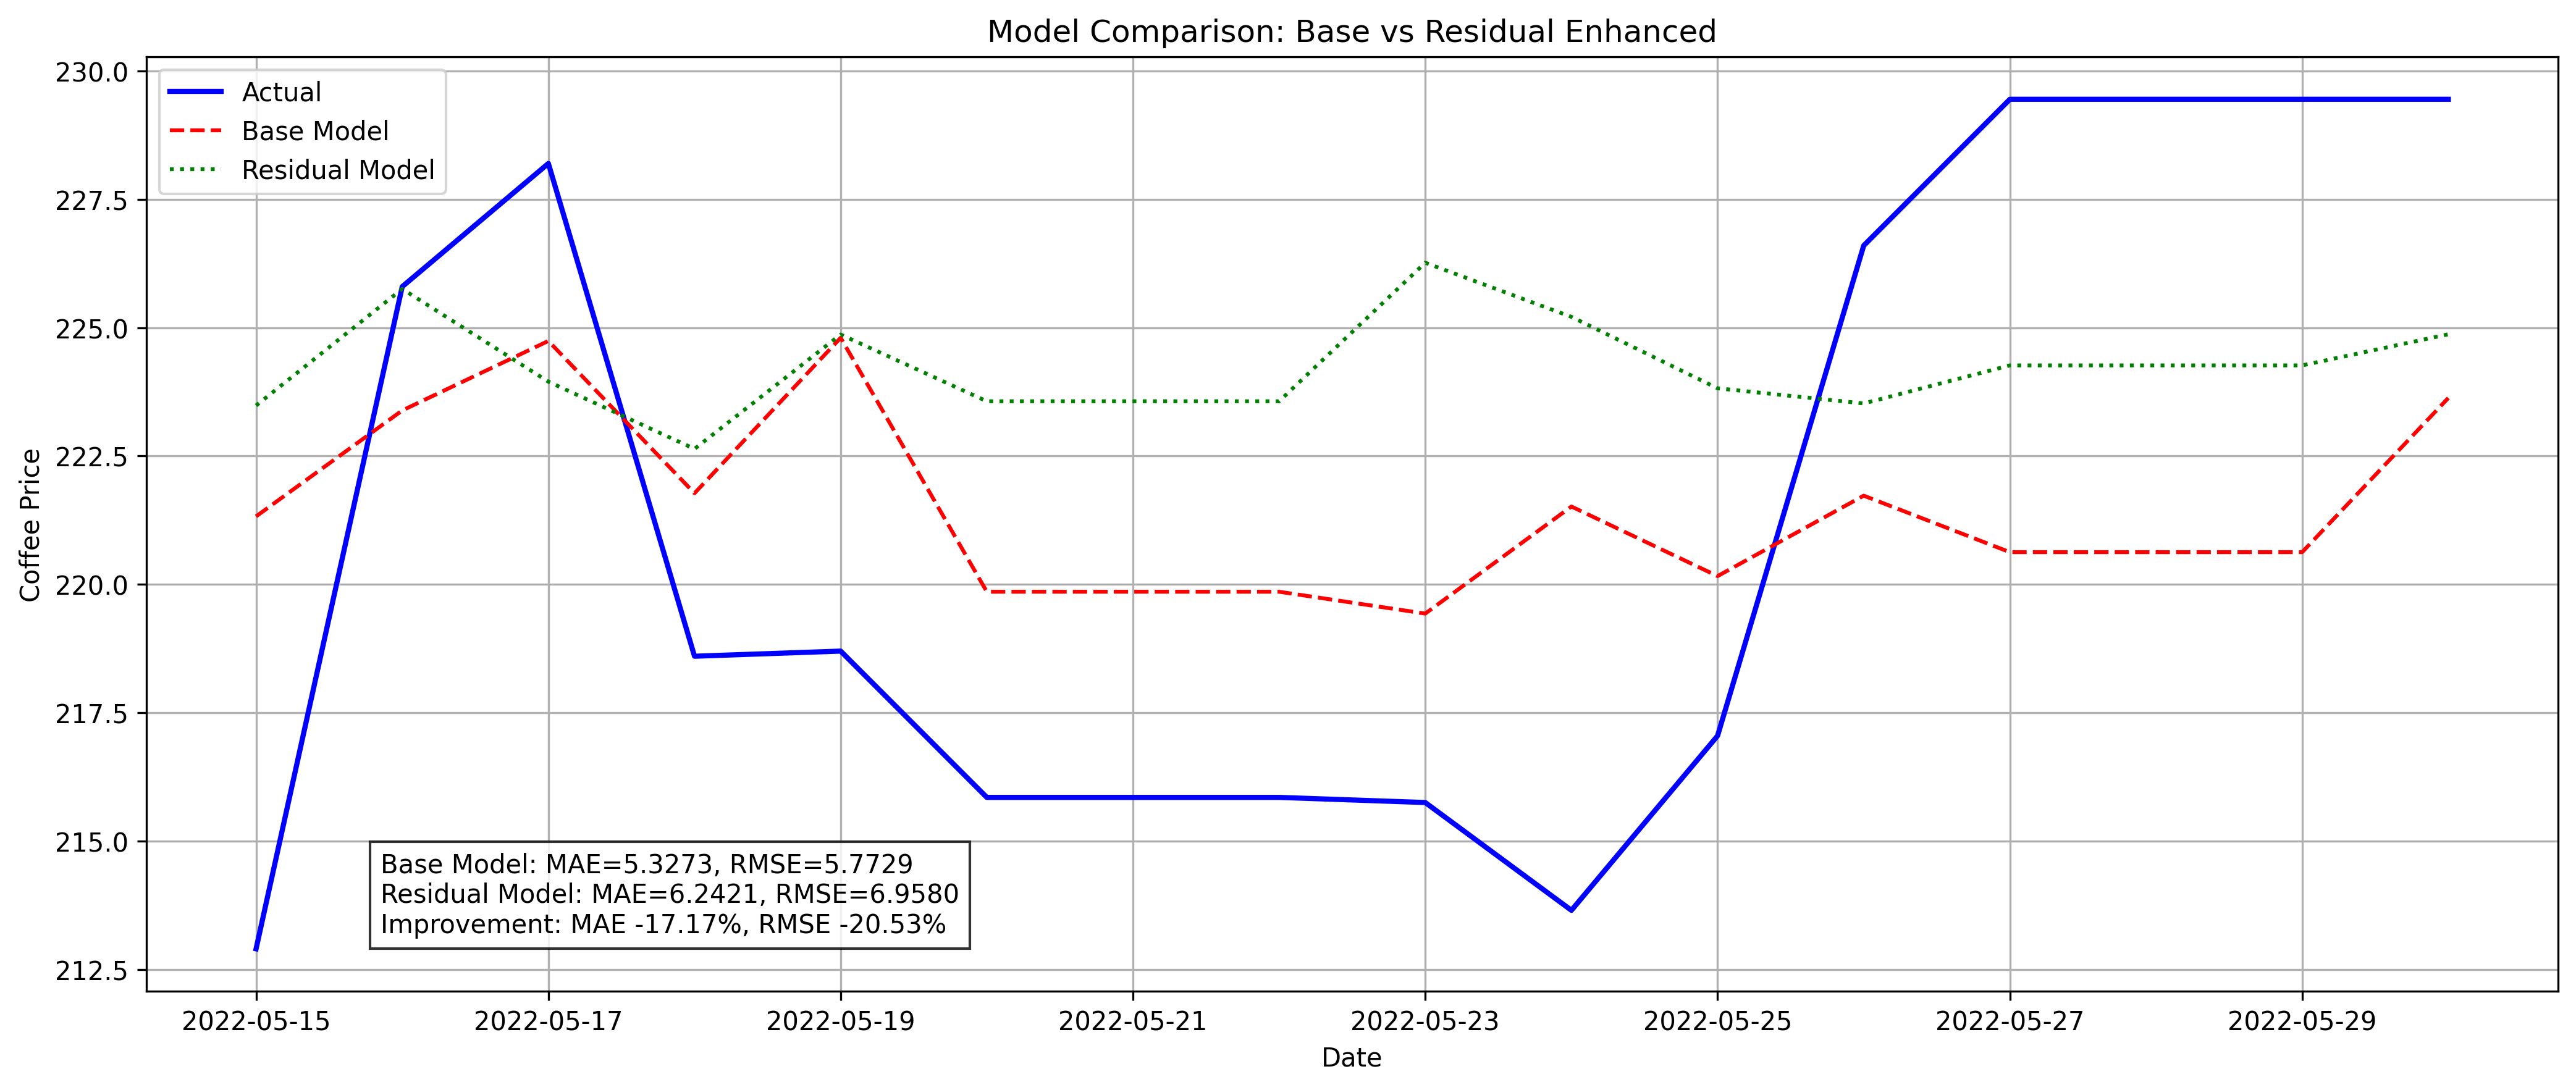 Model Comparison: Base vs Residual Enhanced
230.0
227.5
225.0
222.5
220.0
217.5
215.0
212.5
Coffee Price
Actual
Base Model
Residual Model
Base Model: MAE=5.3273, RMSE=5.7729
Residual Model: MAE=6.2421, RMSE=6.9580
Improvement: MAE -17.17%, RMSE -20.53%
2022-05-15 2022-05-17 2022-05-19 2022-05-21 2022-05-23 2022-05-25 2022-05-27 2022-05-29
Date